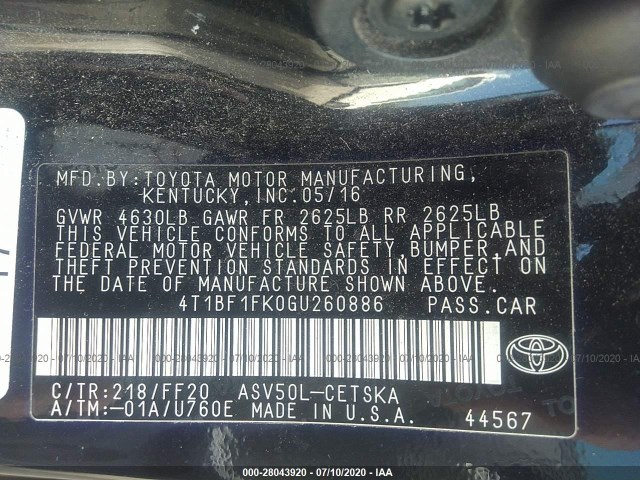 MFD.BY:TOYOTA MOTOR MANUFACTURING,
KENTUCKY,INC.05/16
GVWR 4630LB GAWR FR 2625LB RR 2625LB
THIS VEHICLE CONFORMS TO ALL APPLICABLE
FEDERAL MOTOR VEHICLE SAFETY,BUMPER,AND
THEFT PREVENTION STANDARDS IN EFFECT ON
THE DATE OF MANUFACTURE SHOWN ABOVE.
4T1BF1FK0GU260886 PASS.CAR
C/TR:218/FF20 ASV50L-CETSKA
A/TM:-01A/U760E MADE IN U.S.A. 44567
TOYOTA
000-28043920 - 07/10/2020 - IAA